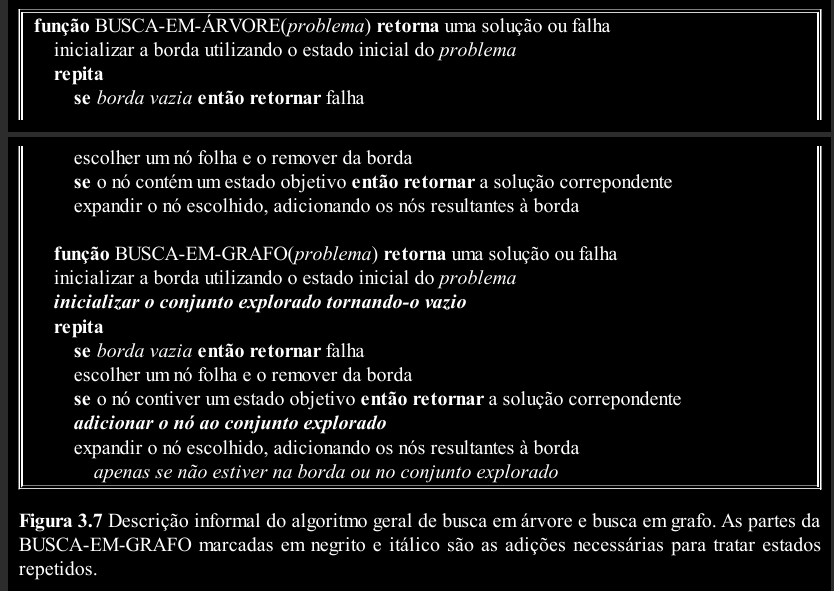 função BUSCA-EM-ÁRVORE(problema) retorna uma solução ou falha
inicializar a borda utilizando o estado inicial do problema
repita
se borda vazia então retornar falha
escolher um nó folha e o remover da borda
se o nó contém um estado objetivo então retornar a solução correpondente
expandir o nó escolhido, adicionando os nós resultantes à borda
função BUSCA-EM-GRAFO(problema) retorna uma solução ou falha
inicializar a borda utilizando o estado inicial do problema
inicializar o conjunto explorado tornando-o vazio
repita
se borda vazia então retornar falha
escolher um nó folha e o remover da borda
se o nó contiver um estado objetivo então retornar a solução correpondente
adicionar o nó ao conjunto explorado
expandir o nó escolhido, adicionando os nós resultantes à borda
apenas se não estiver na borda ou no conjunto explorado
Figura 3.7 Descrição informal do algoritmo geral de busca em árvore e busca em grafo. As partes da
BUSCA-EM-GRAFO marcadas em negrito e itálico são as adições necessárias para tratar estados
repetidos.